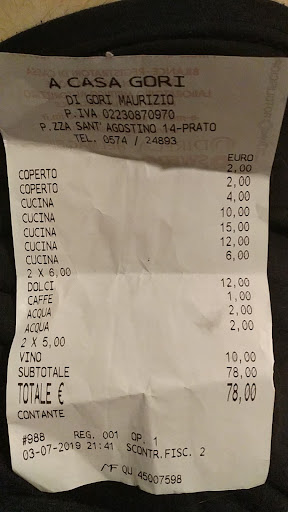 A CASA GORI
DI GORI MAURIZIO
P.IVA 02230870970
P.ZZA SANT' AGOSTINO 14-PRATO
TEL. 0574 / 24893
EURO
COPERTO 2,00
COPERTO 2,00
CUCINA 4,00
CUCINA 10,00
CUCINA 15,00
CUCINA 12,00
CUCINA 6,00
2 X 6,00
DOLCI 12,00
CAFFE 1,00
ACQUA 2,00
ACQUA 2,00
2 X 5,00
VINO 10,00
SUBTOTALE 78,00
TOTALE € 78,00
CONTANTE
#988 REG. 001 OP. 1
03-07-2019 21:41 SCONTR.FISC. 2
MF QU 45007598